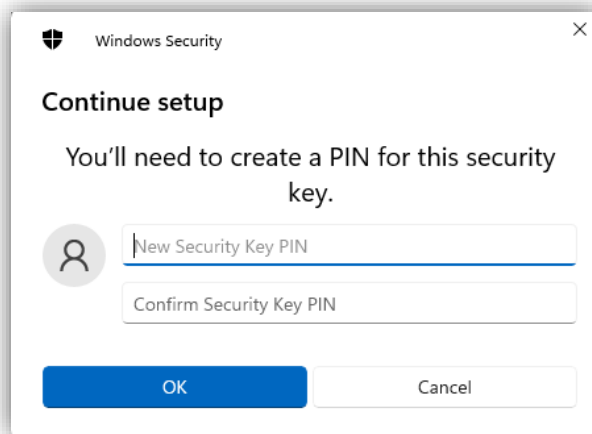 Windows Security
Continue setup
You’ll need to create a PIN for this security
key.
New Security Key PIN
Confirm Security Key PIN
OK
Cancel